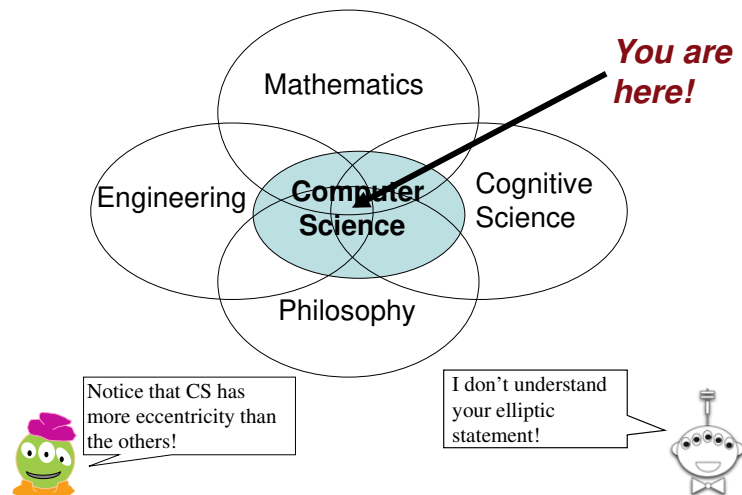 You are
here!
Mathematics
Engineering
Computer
Science
Cognitive
Science
Philosophy
Notice that CS has
more eccentricity than
the others!
I don’t understand
your elliptic
statement!